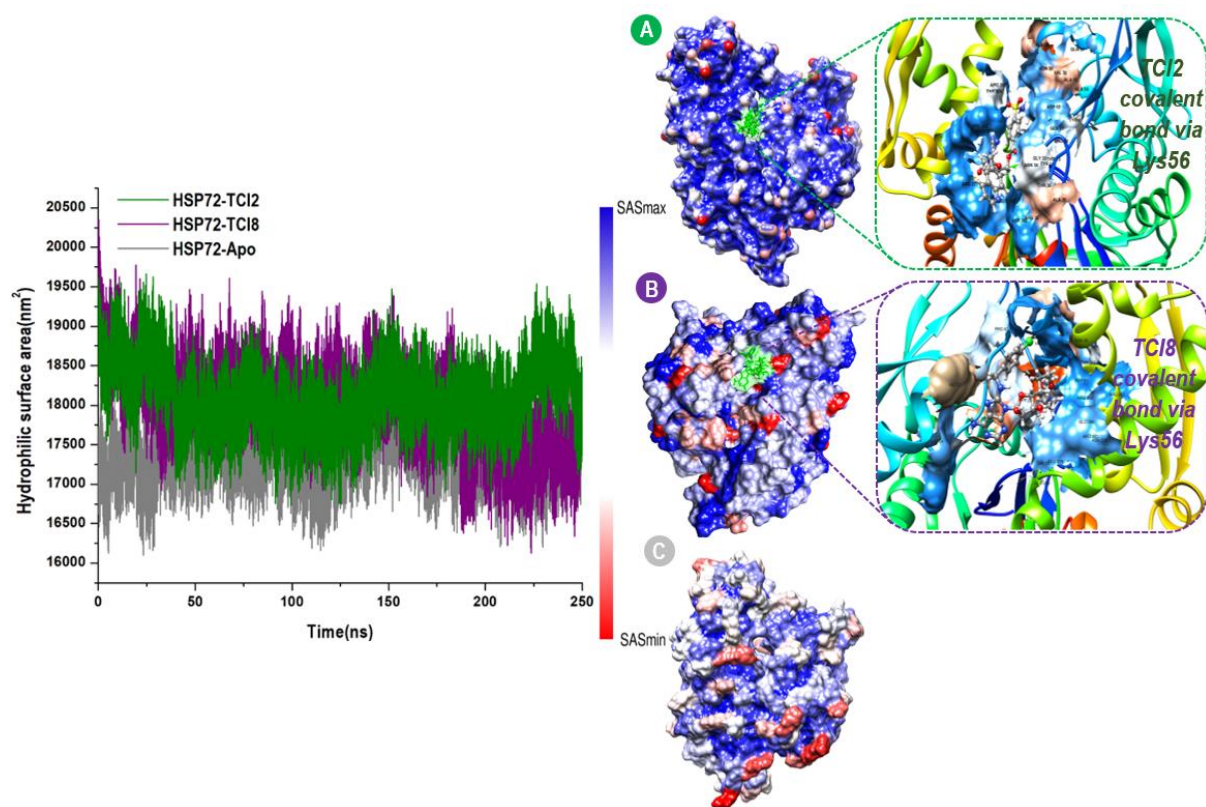 HSP72-TCI2
HSP72-TCI8
HSP72-Apo
Hydrophilic surface area(nm²)
20500
20000
19500
19000
18500
18000
17500
17000
16500
16000
0
50
100
150
200
250
Time(ns)
SASmax
SASmin
A
TCI2
covalent
bond via
Lys56
B
TCI8
covalent
bond via
Lys56
C